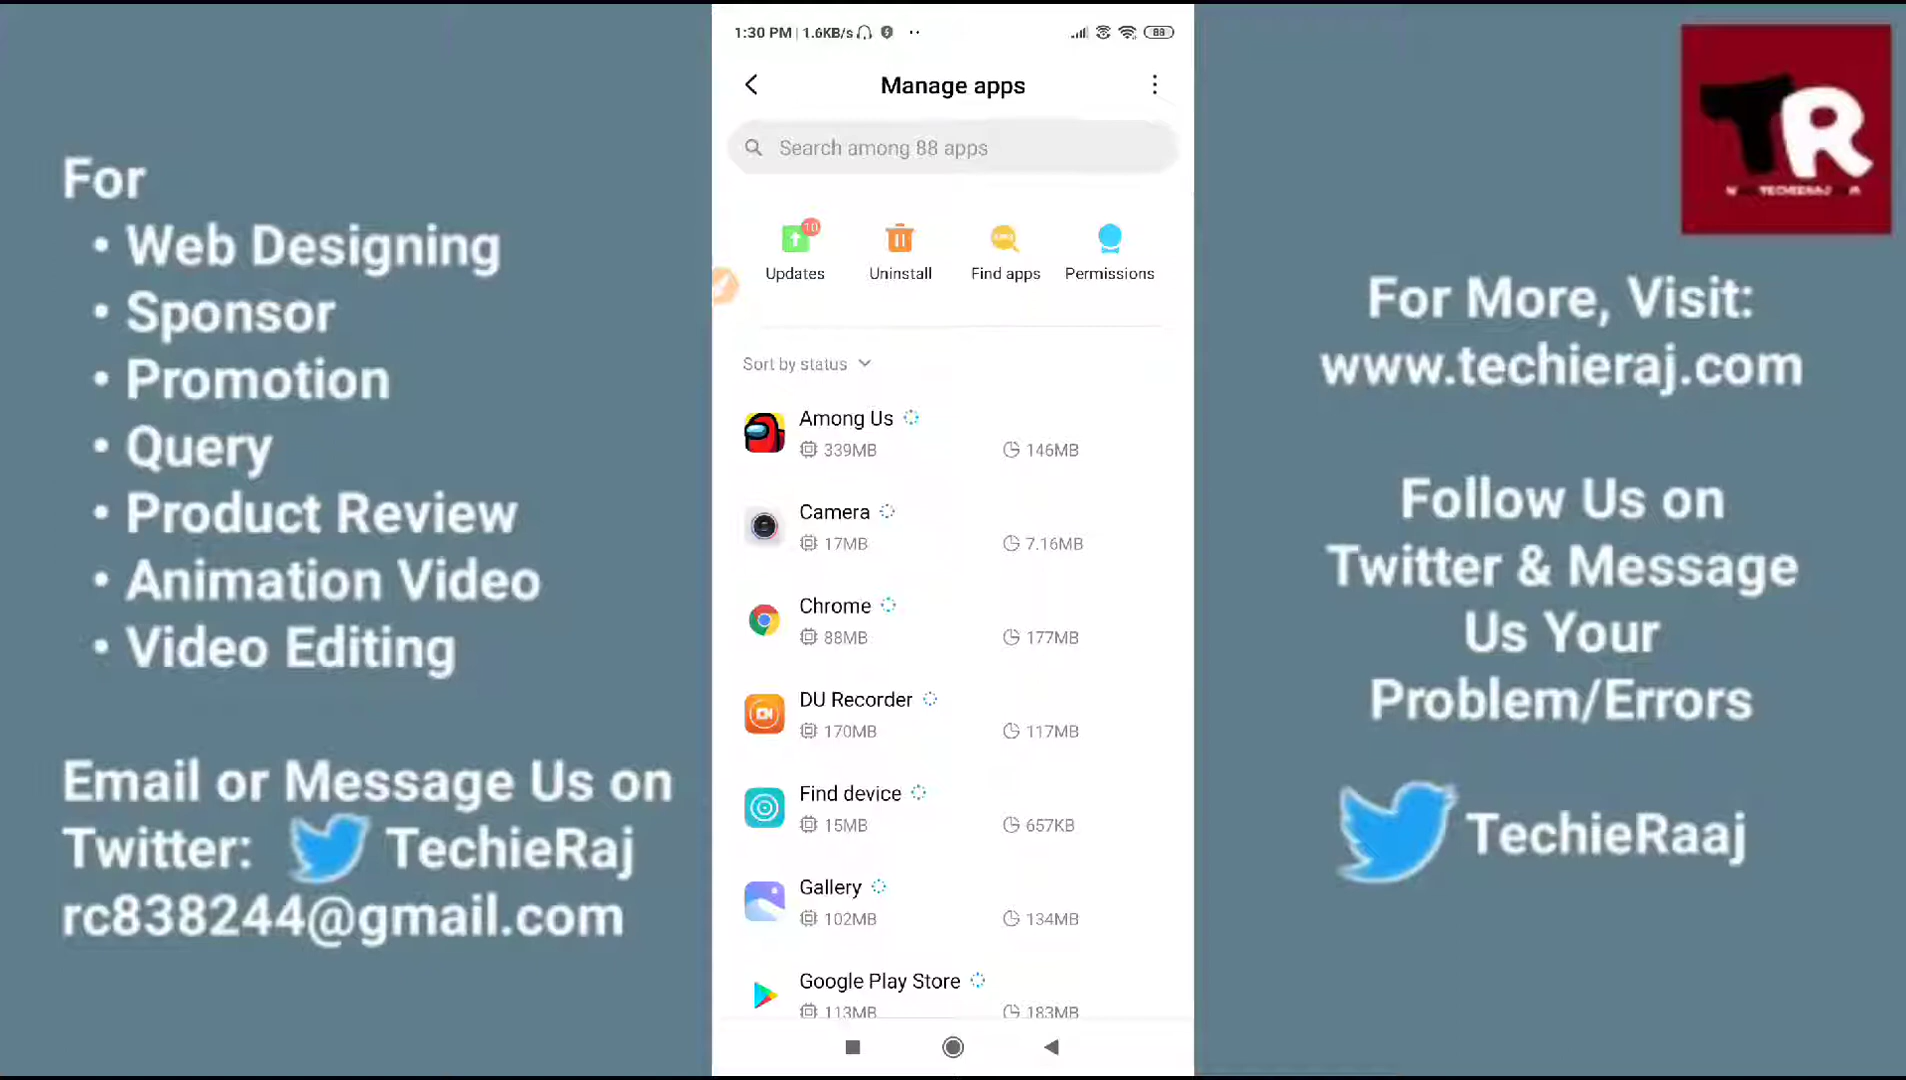 For
• Web Designing
• Sponsor
• Promotion
• Query
• Product Review
• Animation Video
• Video Editing
Email or Message Us on
Twitter: TechieRaj
rc838244@gmail.com
1:30 PM | 1.6KB/s
88
Manage apps
Search among 88 apps
10
Updates
Uninstall
Find apps
Permissions
Sort by status
Among Us
339MB 146MB
Camera
17MB 7.16MB
Chrome
88MB 177MB
DU Recorder
170MB 117MB
Find device
15MB 657KB
Gallery
102MB 134MB
Google Play Store
113MB 183MB
TR
For More, Visit:
www.techieraj.com
Follow Us on
Twitter & Message
Us Your
Problem/Errors
TechieRaaj